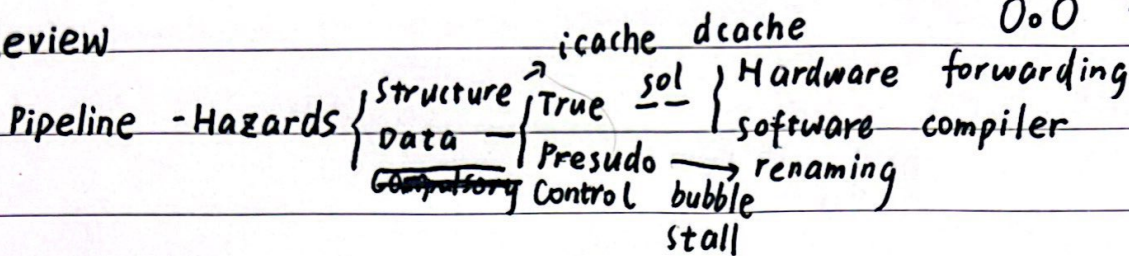 eview
icache dcache OoO
Structure True sol Hardware forwarding
Pipeline - Hazards Data software compiler
Presudo → renaming
Compulsory Control bubble
stall